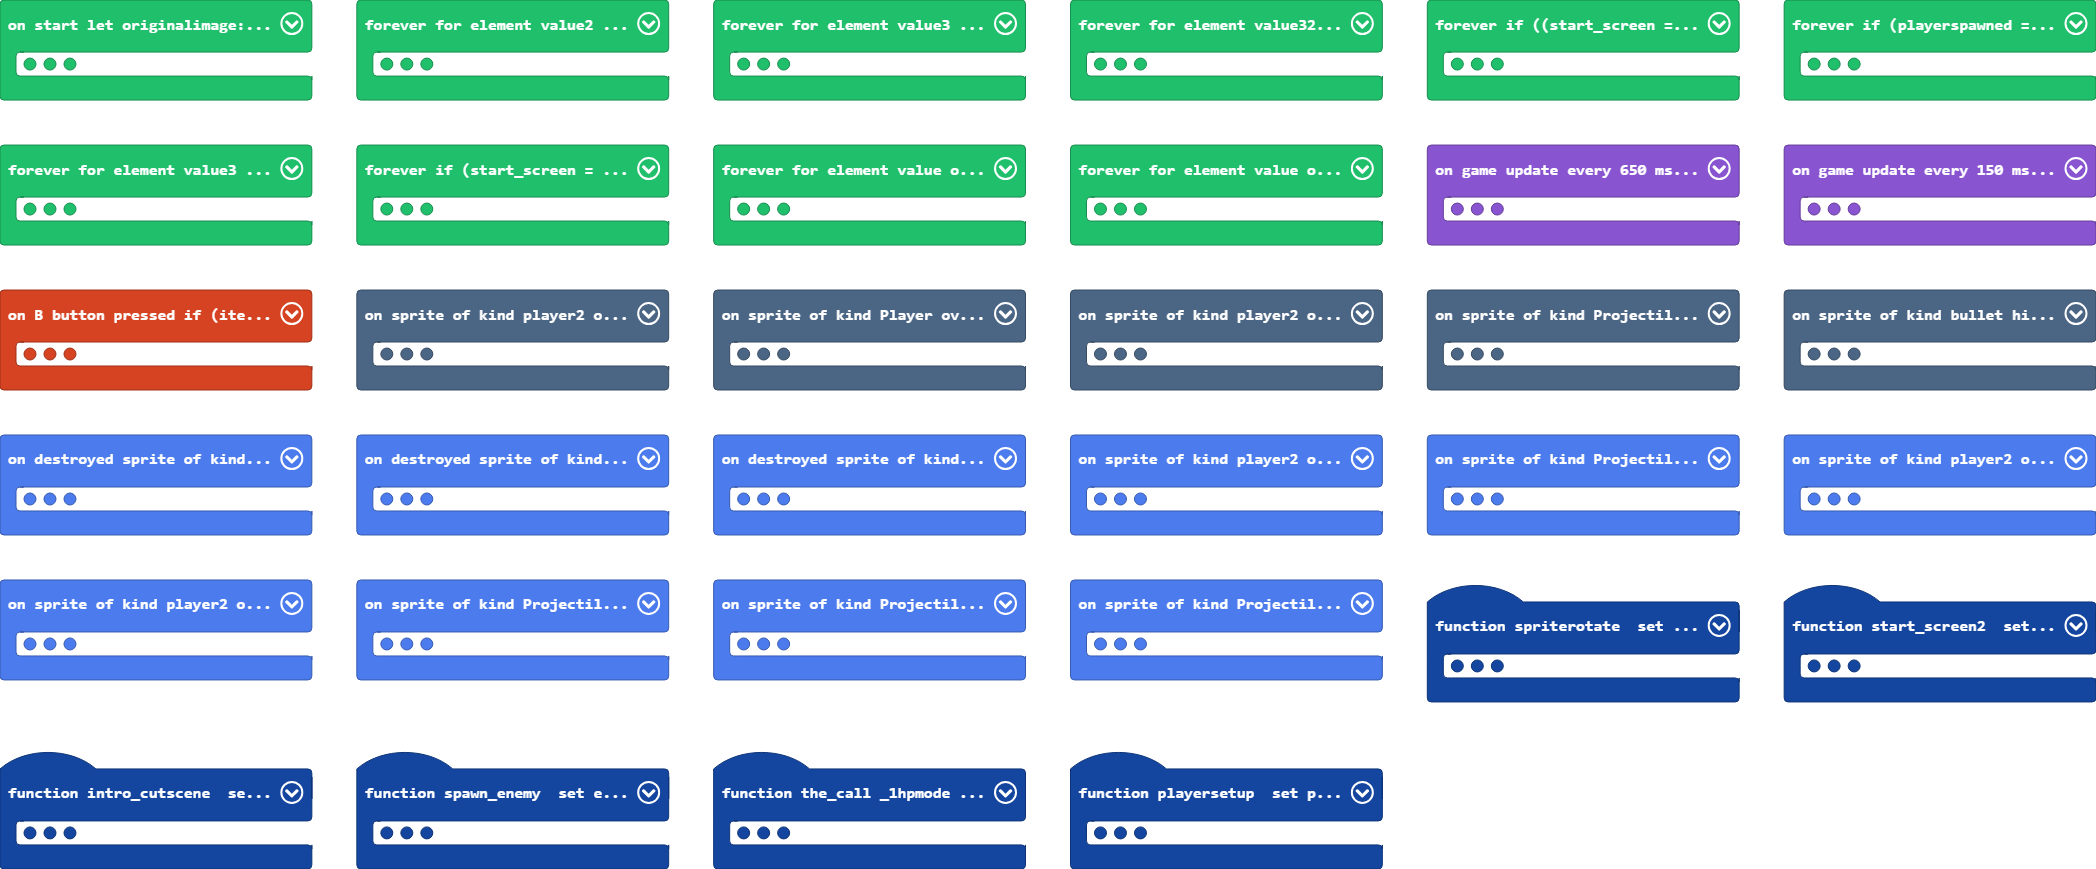 on start let originalimage:...
forever for element value2 ...
forever for element value3 ...
forever for element value32...
forever if ((start_screen =...
forever if (playerspawned =...
forever for element value3 ...
forever if (start_screen = ...
forever for element value o...
forever for element value o...
on game update every 650 ms...
on game update every 150 ms...
on B button pressed if (ite...
on sprite of kind player2 o...
on sprite of kind Player ov...
on sprite of kind player2 o...
on sprite of kind Projectil...
on sprite of kind bullet hi...
on destroyed sprite of kind...
on destroyed sprite of kind...
on destroyed sprite of kind...
on sprite of kind player2 o...
on sprite of kind Projectil...
on sprite of kind player2 o...
on sprite of kind player2 o...
on sprite of kind Projectil...
on sprite of kind Projectil...
on sprite of kind Projectil...
function spriterotate  set ...
function start_screen2  set...
function intro_cutscene  se...
function spawn_enemy  set e...
function the_call _1hpmode ...
function playersetup  set p...